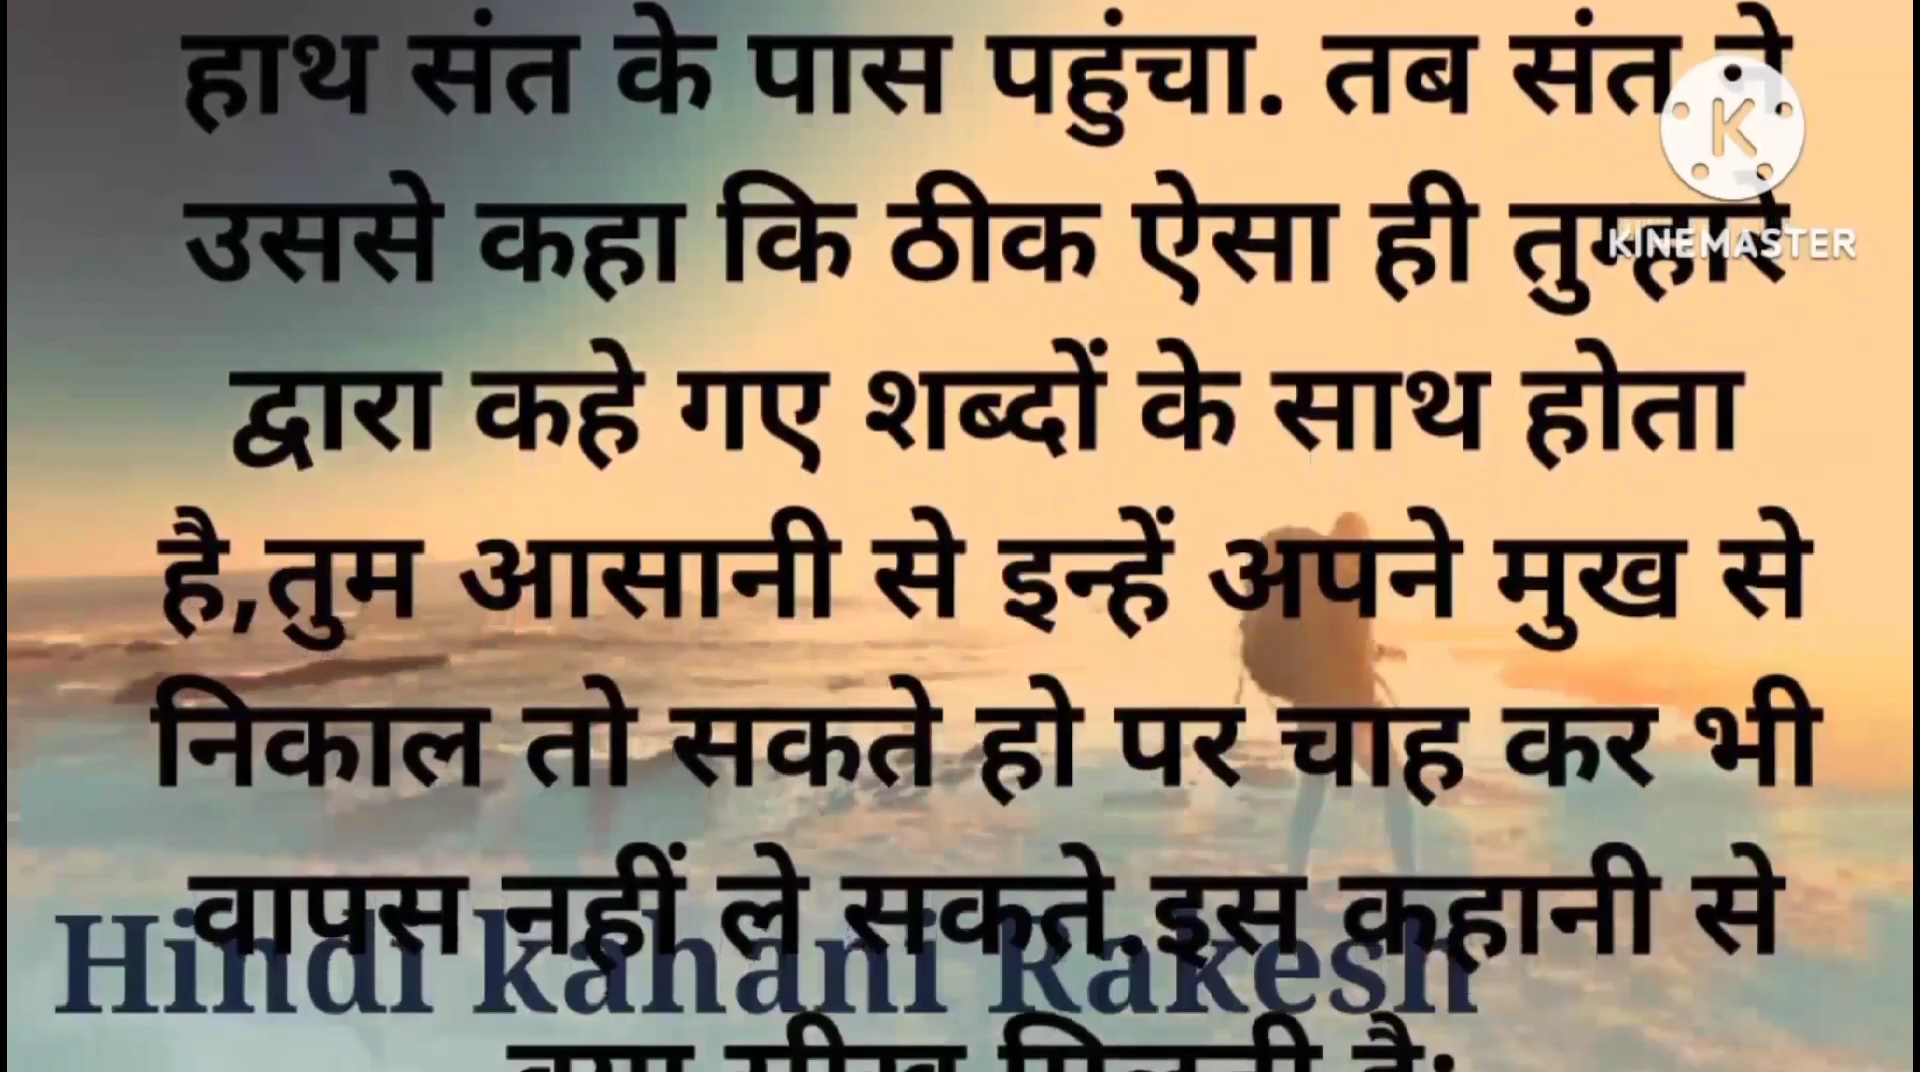 हाथ संत के पास पहुंचा. तब संत ने
K
उससे कहा कि ठीक ऐसा ही तुम्हारे
KINEMASTER
द्वारा कहे गए शब्दों के साथ होता
है,तुम आसानी से इन्हें अपने मुख से
निकाल तो सकते हो पर चाह कर भी
वापस नहीं ले सकते.इस कहानी से
Hindi kahani Rakesh
क्या सीख मिलती है: